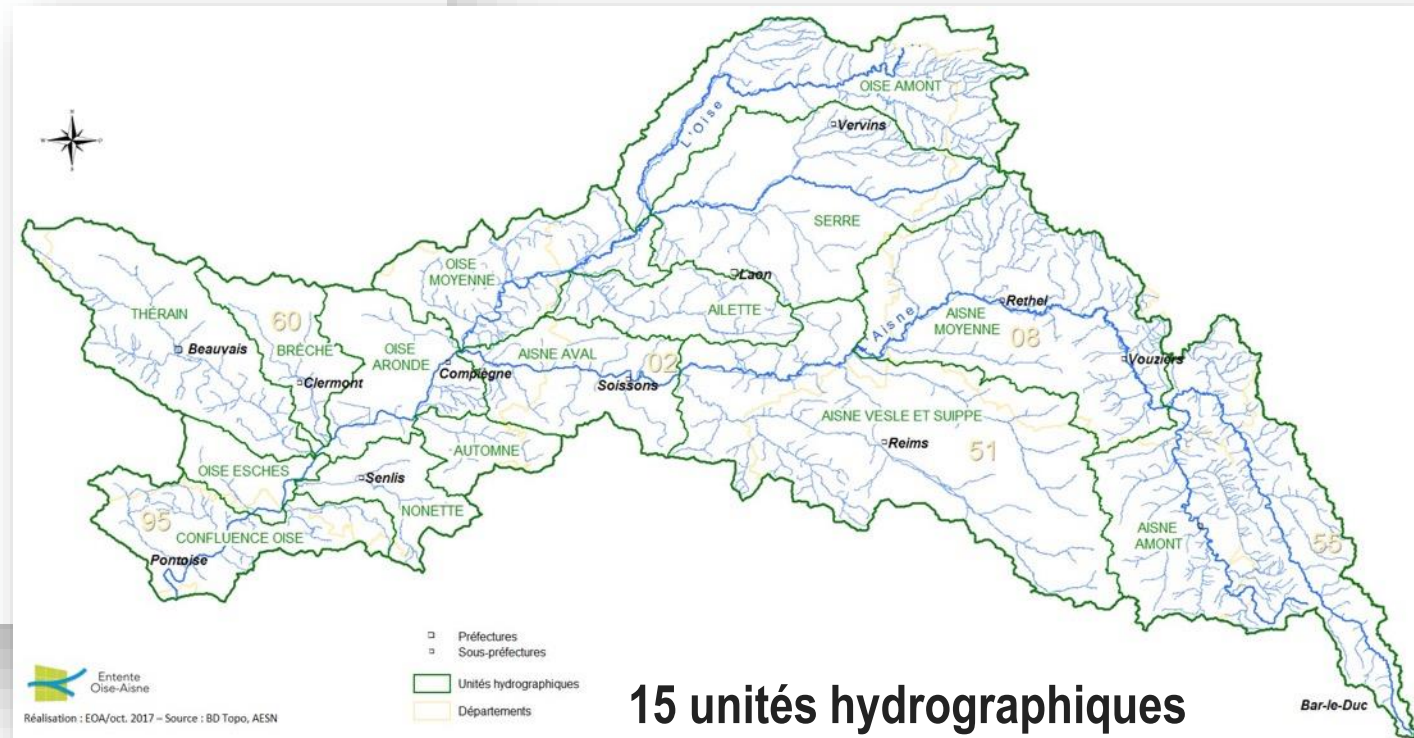 OISE AMONT
L'Oise
Vervins
SERRE
OISE
MOYENNE
Laon
AILETTE
Rethel
AISNE
MOYENNE
08
Aisne
Vouziers
THÉRAIN
60
Beauvais
BRÈCHE
OISE
ARONDE
Clermont
Compiègne
AISNE AVAL
02
Soissons
AISNE VESLE ET SUIPPE
Reims
51
AUTOMNE
OISE ESCHES
Senlis
NONETTE
95
CONFLUENCE OISE
Pontoise
AISNE
AMONT
55
Bar-le-Duc
Préfectures
Sous-préfectures
Unités hydrographiques
Départements
Entente
Oise-Aisne
Réalisation : EOA/oct. 2017 – Source : BD Topo, AESN
15 unités hydrographiques